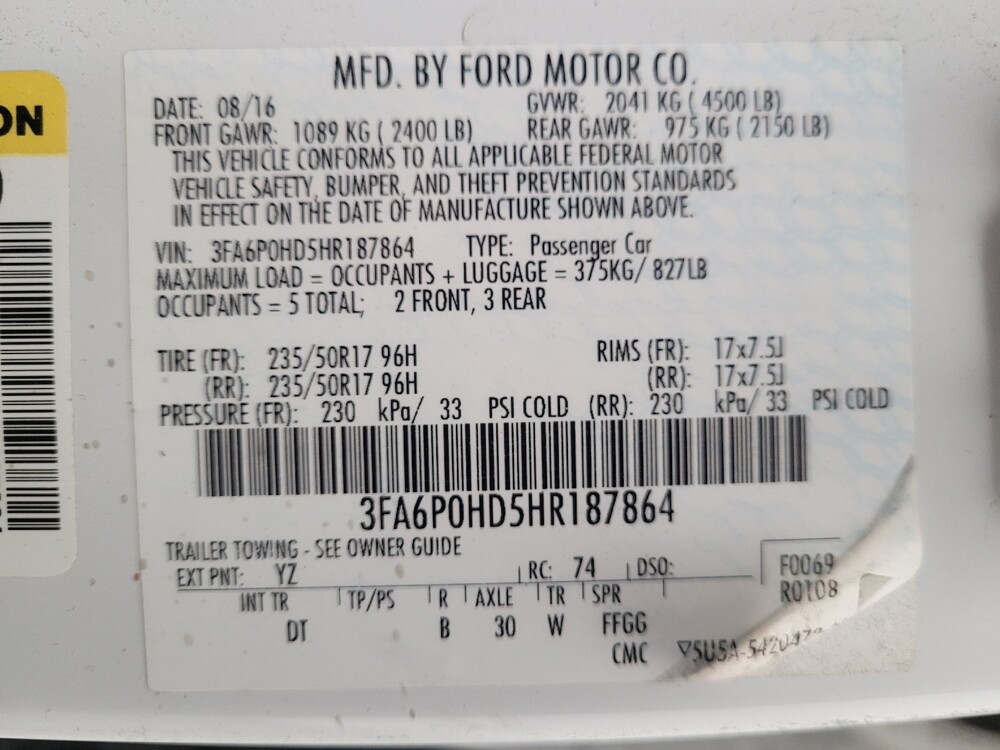 ON
MFD. BY FORD MOTOR CO.
DATE: 08/16 GVWR: 2041 KG ( 4500 LB)
FRONT GAWR: 1089 KG ( 2400 LB) REAR GAWR: 975 KG ( 2150 LB)
THIS VEHICLE CONFORMS TO ALL APPLICABLE FEDERAL MOTOR
VEHICLE SAFETY, BUMPER, AND THEFT PREVENTION STANDARDS
IN EFFECT ON THE DATE OF MANUFACTURE SHOWN ABOVE.
VIN: 3FA6P0HD5HR187864 TYPE: Passenger Car
MAXIMUM LOAD = OCCUPANTS + LUGGAGE = 375KG/ 827LB
OCCUPANTS = 5 TOTAL; 2 FRONT, 3 REAR
TIRE (FR): 235/50R17 96H RIMS (FR): 17x7.5J
(RR): 235/50R17 96H (RR): 17x7.5J
PRESSURE (FR): 230 kPa/ 33 PSI COLD (RR): 230 kPa/ 33 PSI COLD
3FA6P0HD5HR187864
TRAILER TOWING - SEE OWNER GUIDE
EXT PNT: YZ RC: 74 DSO: F0069
INT TR TP/PS R AXLE TR SPR R0108
DT B 30 W FFGG
CMC